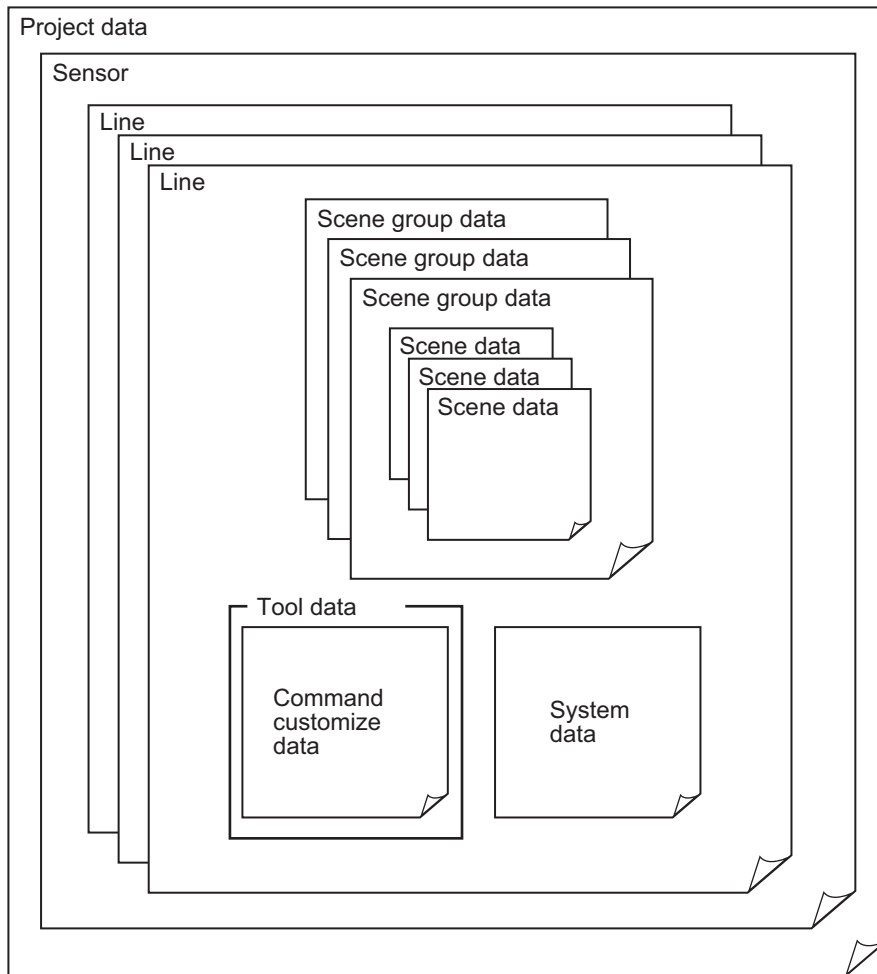 Project data
Sensor
Line
Line
Line
Scene group data
Scene group data
Scene group data
Scene data
Scene data
Scene data
Tool data
Command
customize
data
System
data